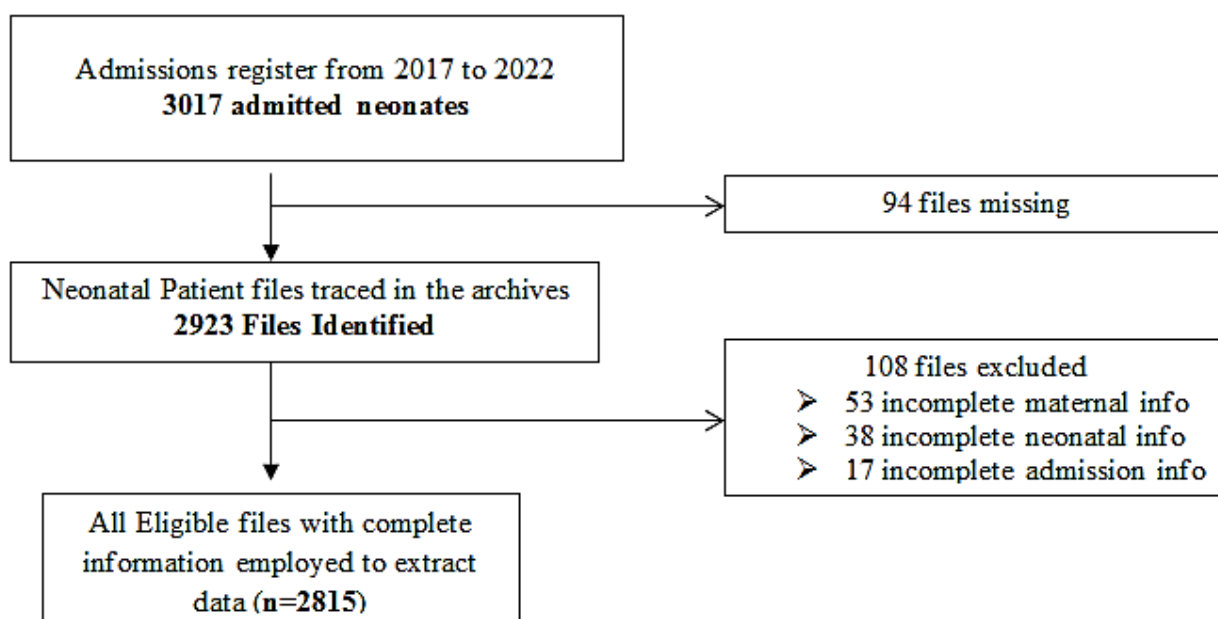 Admissions register from 2017 to 2022
3017 admitted neonates
94 files missing
Neonatal Patient files traced in the archives
2923 Files Identified
108 files excluded
➢ 53 incomplete maternal info
➢ 38 incomplete neonatal info
➢ 17 incomplete admission info
All Eligible files with complete
information employed to extract
data (n=2815)